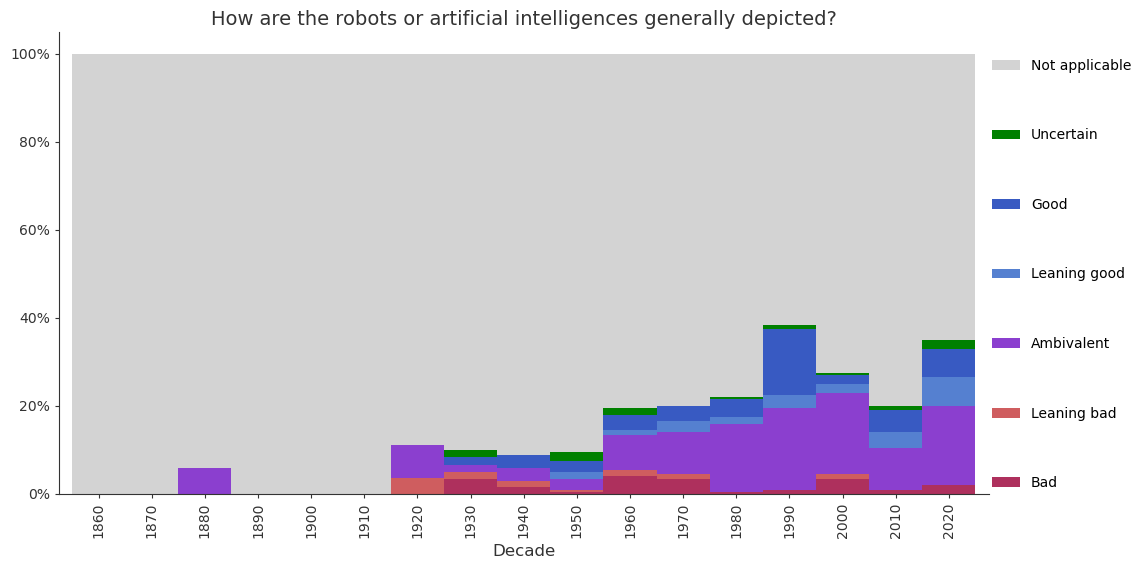 How are the robots or artificial intelligences generally depicted?
100%
80%
60%
40%
20%
0%
1860
1870
1880
1890
1900
1910
1920
1930
1940
1950
1960
1970
1980
1990
2000
2010
2020
Decade
Not applicable
Uncertain
Good
Leaning good
Ambivalent
Leaning bad
Bad